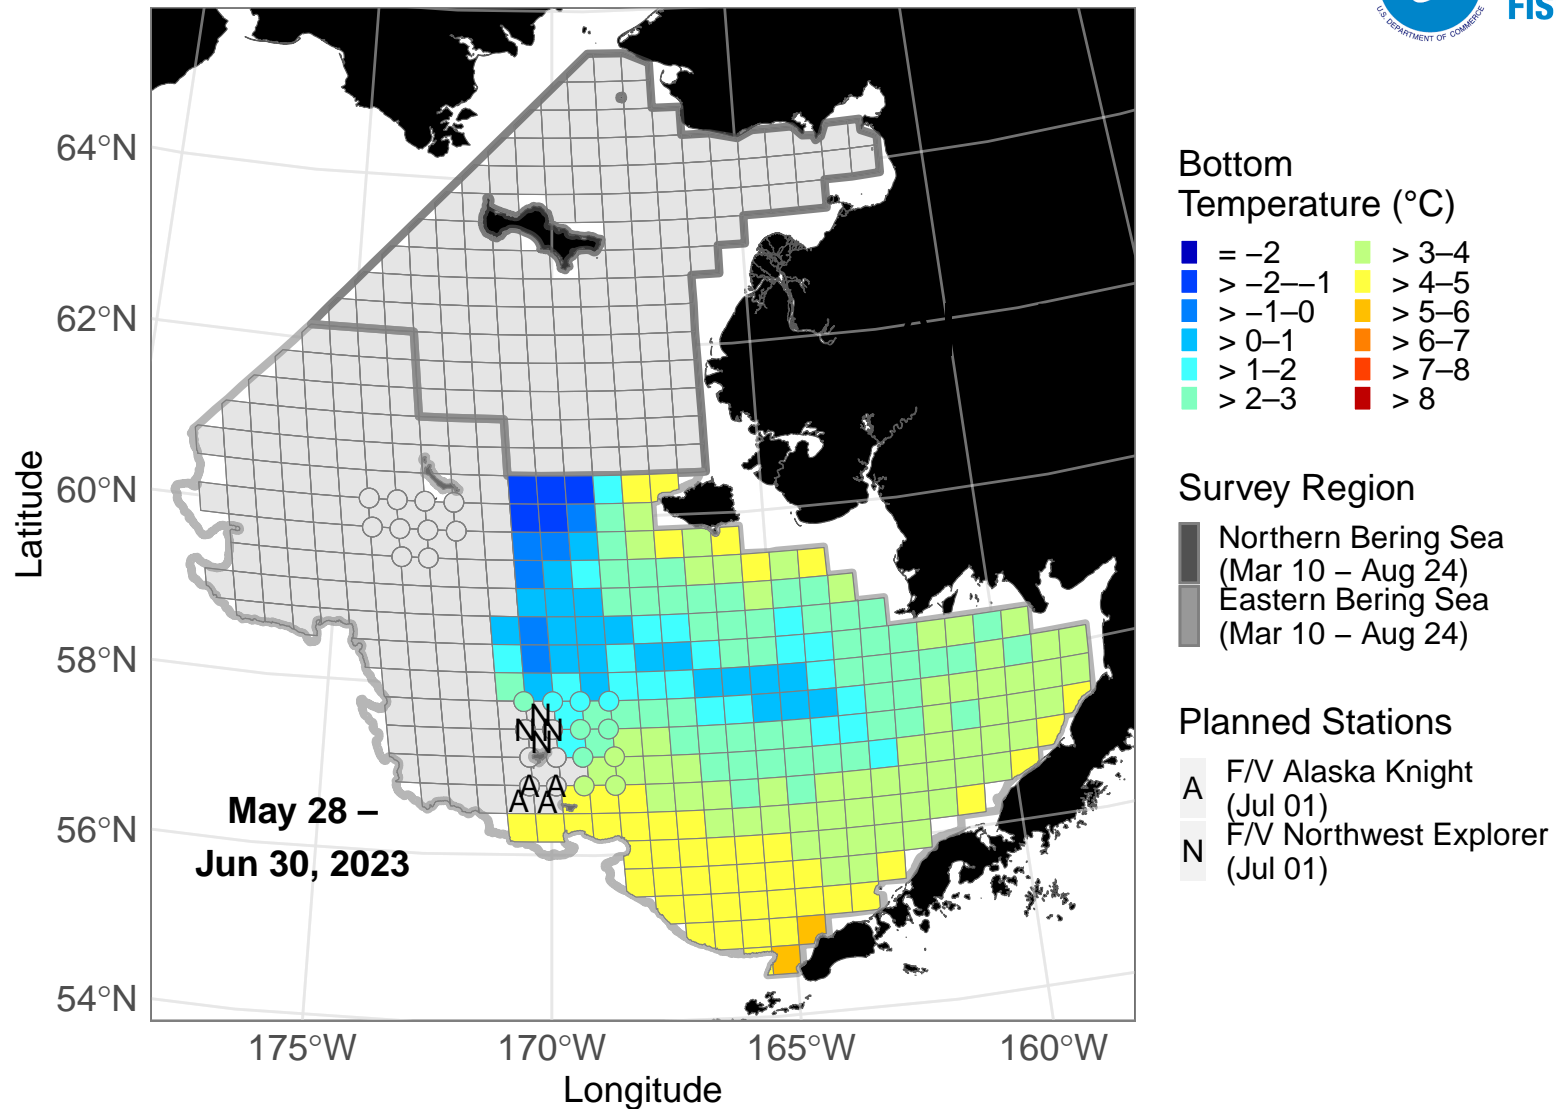 U.S. DEPARTMENT OF COMMERCE
FIS
64°N
62°N
60°N
58°N
56°N
54°N
Latitude
175°W
170°W
165°W
160°W
Longitude
May 28 –
Jun 30, 2023
N
N N
N
A A
A A
Bottom
Temperature (°C)
= −2
> −2−−1
> −1−0
> 0−1
> 1−2
> 2−3
> 3−4
> 4−5
> 5−6
> 6−7
> 7−8
> 8
Survey Region
Northern Bering Sea
(Mar 10 − Aug 24)
Eastern Bering Sea
(Mar 10 − Aug 24)
Planned Stations
A F/V Alaska Knight
(Jul 01)
N F/V Northwest Explorer
(Jul 01)